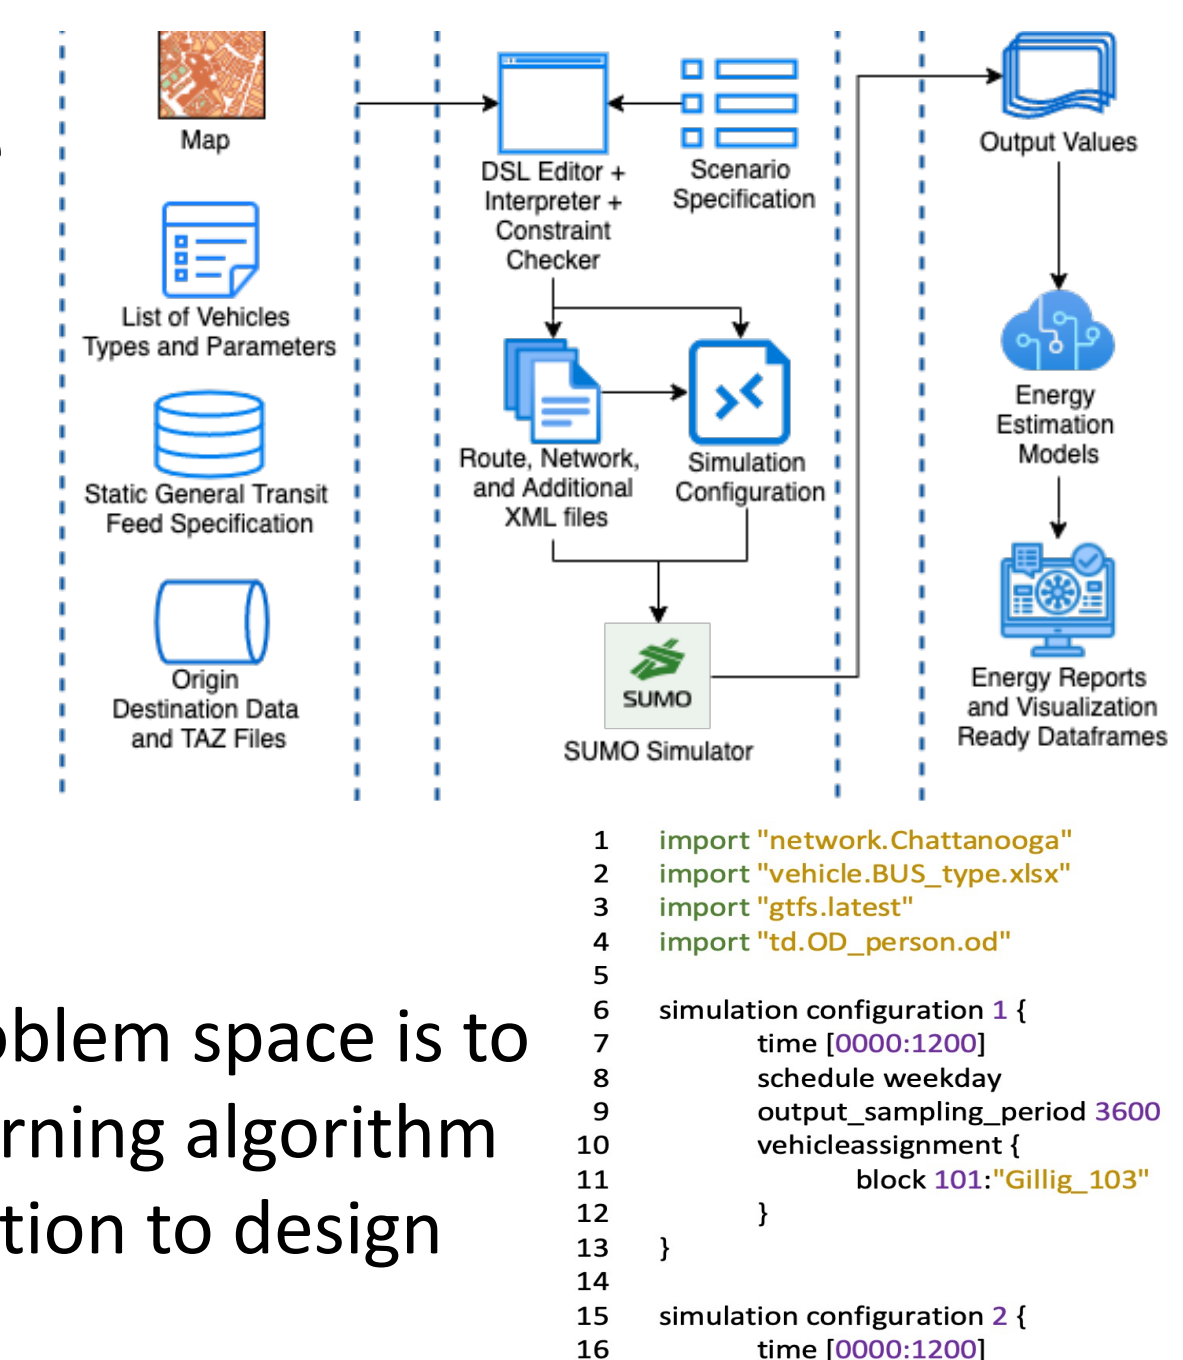 Map
List of Vehicles
Types and Parameters
Static General Transit
Feed Specification
Origin
Destination Data
and TAZ Files
DSL Editor +
Interpreter +
Constraint
Checker
Scenario
Specification
Route, Network,
and Additional
XML files
Simulation
Configuration
SUMO
SUMO Simulator
Output Values
Energy
Estimation
Models
Energy Reports
and Visualization
Ready Dataframes
oblem space is to
rning algorithm
tion to design
1 import "network.Chattanooga"
2 import "vehicle.BUS_type.xlsx"
3 import "gtfs.latest"
4 import "td.OD_person.od"
5
6 simulation configuration 1 {
7 time [0000:1200]
8 schedule weekday
9 output_sampling_period 3600
10 vehicleassignment {
11 block 101:"Gillig_103"
12 }
13 }
14
15 simulation configuration 2 {
16 time [0000:1200]